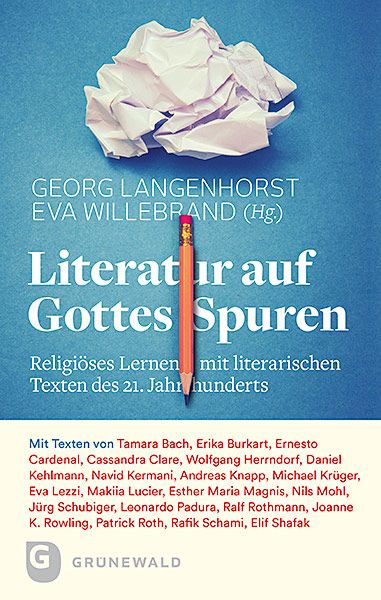 GEORG LANGENHORST
EVA WILLEBRAND (Hg.)
Literatur auf
Gottes Spuren
Religiöses Lernen mit literarischen
Texten des 21. Jahrhunderts
Mit Texten von Tamara Bach, Erika Burkart, Ernesto
Cardenal, Cassandra Clare, Wolfgang Herrndorf, Daniel
Kehlmann, Navid Kermani, Andreas Knapp, Michael Krüger,
Eva Lezzi, Makiia Lucier, Esther Maria Magnis, Nils Mohl,
Jürg Schubiger, Leonardo Padura, Ralf Rothmann, Joanne
K. Rowling, Patrick Roth, Rafik Schami, Elif Shafak
G GRÜNEWALD